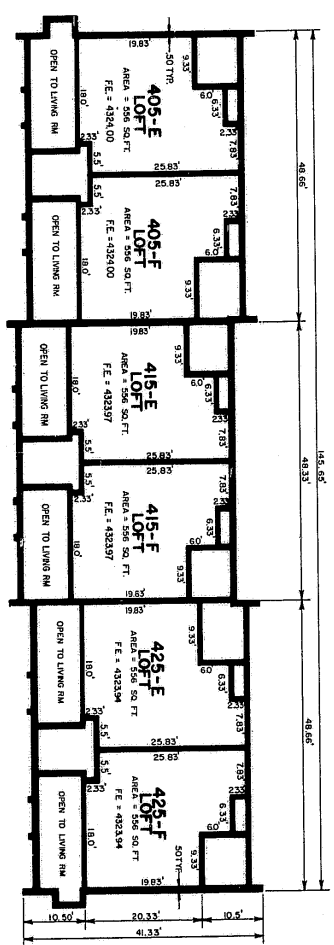 19.83'
.50 TYP.
9.33'
OPEN TO LIVING RM
18.0'
405-E
LOFT
AREA = 556 SQ. FT.
F.E. = 4324.00
6.0'
6.33'
2.33'
2.33'
5.5'
7.83'
25.83'
48.66'
5.5'
2.33'
7.83'
2.33'
6.33'
6.0'
OPEN TO LIVING RM
18.0'
405-F
LOFT
AREA = 556 SQ. FT.
F.E. = 4324.00
9.33'
19.83'
19.83'
9.33'
OPEN TO LIVING RM
18.0'
415-E
LOFT
AREA = 556 SQ. FT.
F.E. = 4323.97
6.0'
6.33'
2.33'
2.33'
5.5'
7.83'
25.83'
48.33'
145.65'
25.83'
5.5'
2.33'
7.83'
2.33'
6.33'
6.0'
OPEN TO LIVING RM
18.0'
415-F
LOFT
AREA = 556 SQ. FT.
F.E. = 4323.97
9.33'
19.83'
19.83'
9.33'
OPEN TO LIVING RM
18.0'
425-E
LOFT
AREA = 556 SQ. FT.
F.E. = 4323.94
6.0'
6.33'
2.33'
2.33'
5.5'
7.83'
25.83'
48.66'
25.83'
5.5'
2.33'
7.83'
2.33'
6.33'
6.0'
OPEN TO LIVING RM
18.0'
425-F
LOFT
AREA = 556 SQ. FT.
F.E. = 4323.94
9.33'
.50 TYP.
19.83'
10.50'
20.33'
10.5'
41.33'